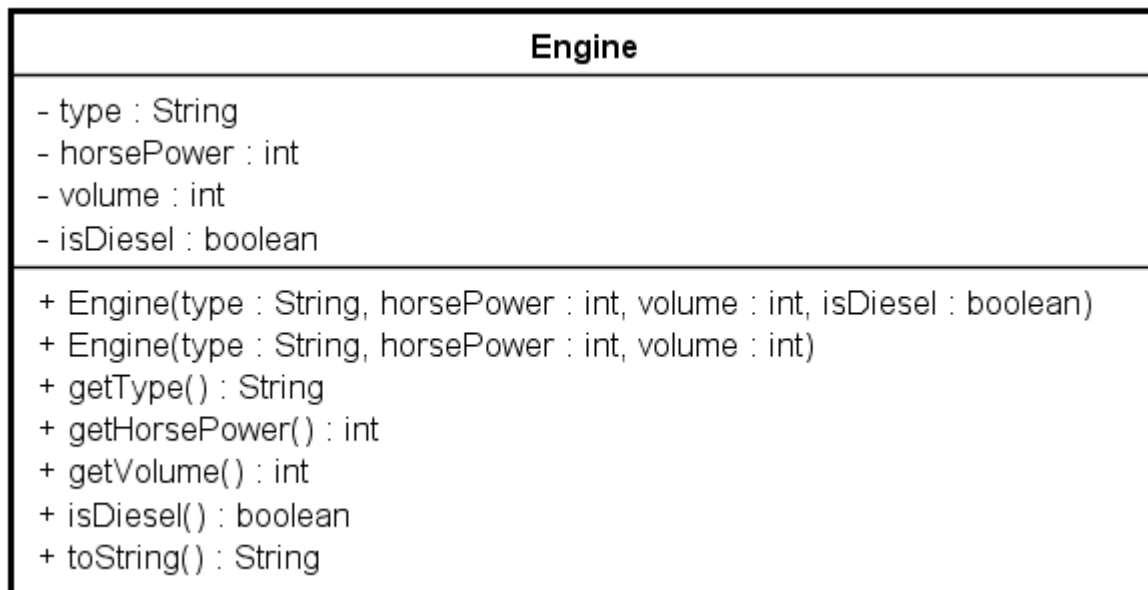 Engine
- type : String
- horsePower : int
- volume : int
- isDiesel : boolean
+ Engine(type : String, horsePower : int, volume : int, isDiesel : boolean)
+ Engine(type : String, horsePower : int, volume : int)
+ getType() : String
+ getHorsePower() : int
+ getVolume() : int
+ isDiesel() : boolean
+ toString() : String